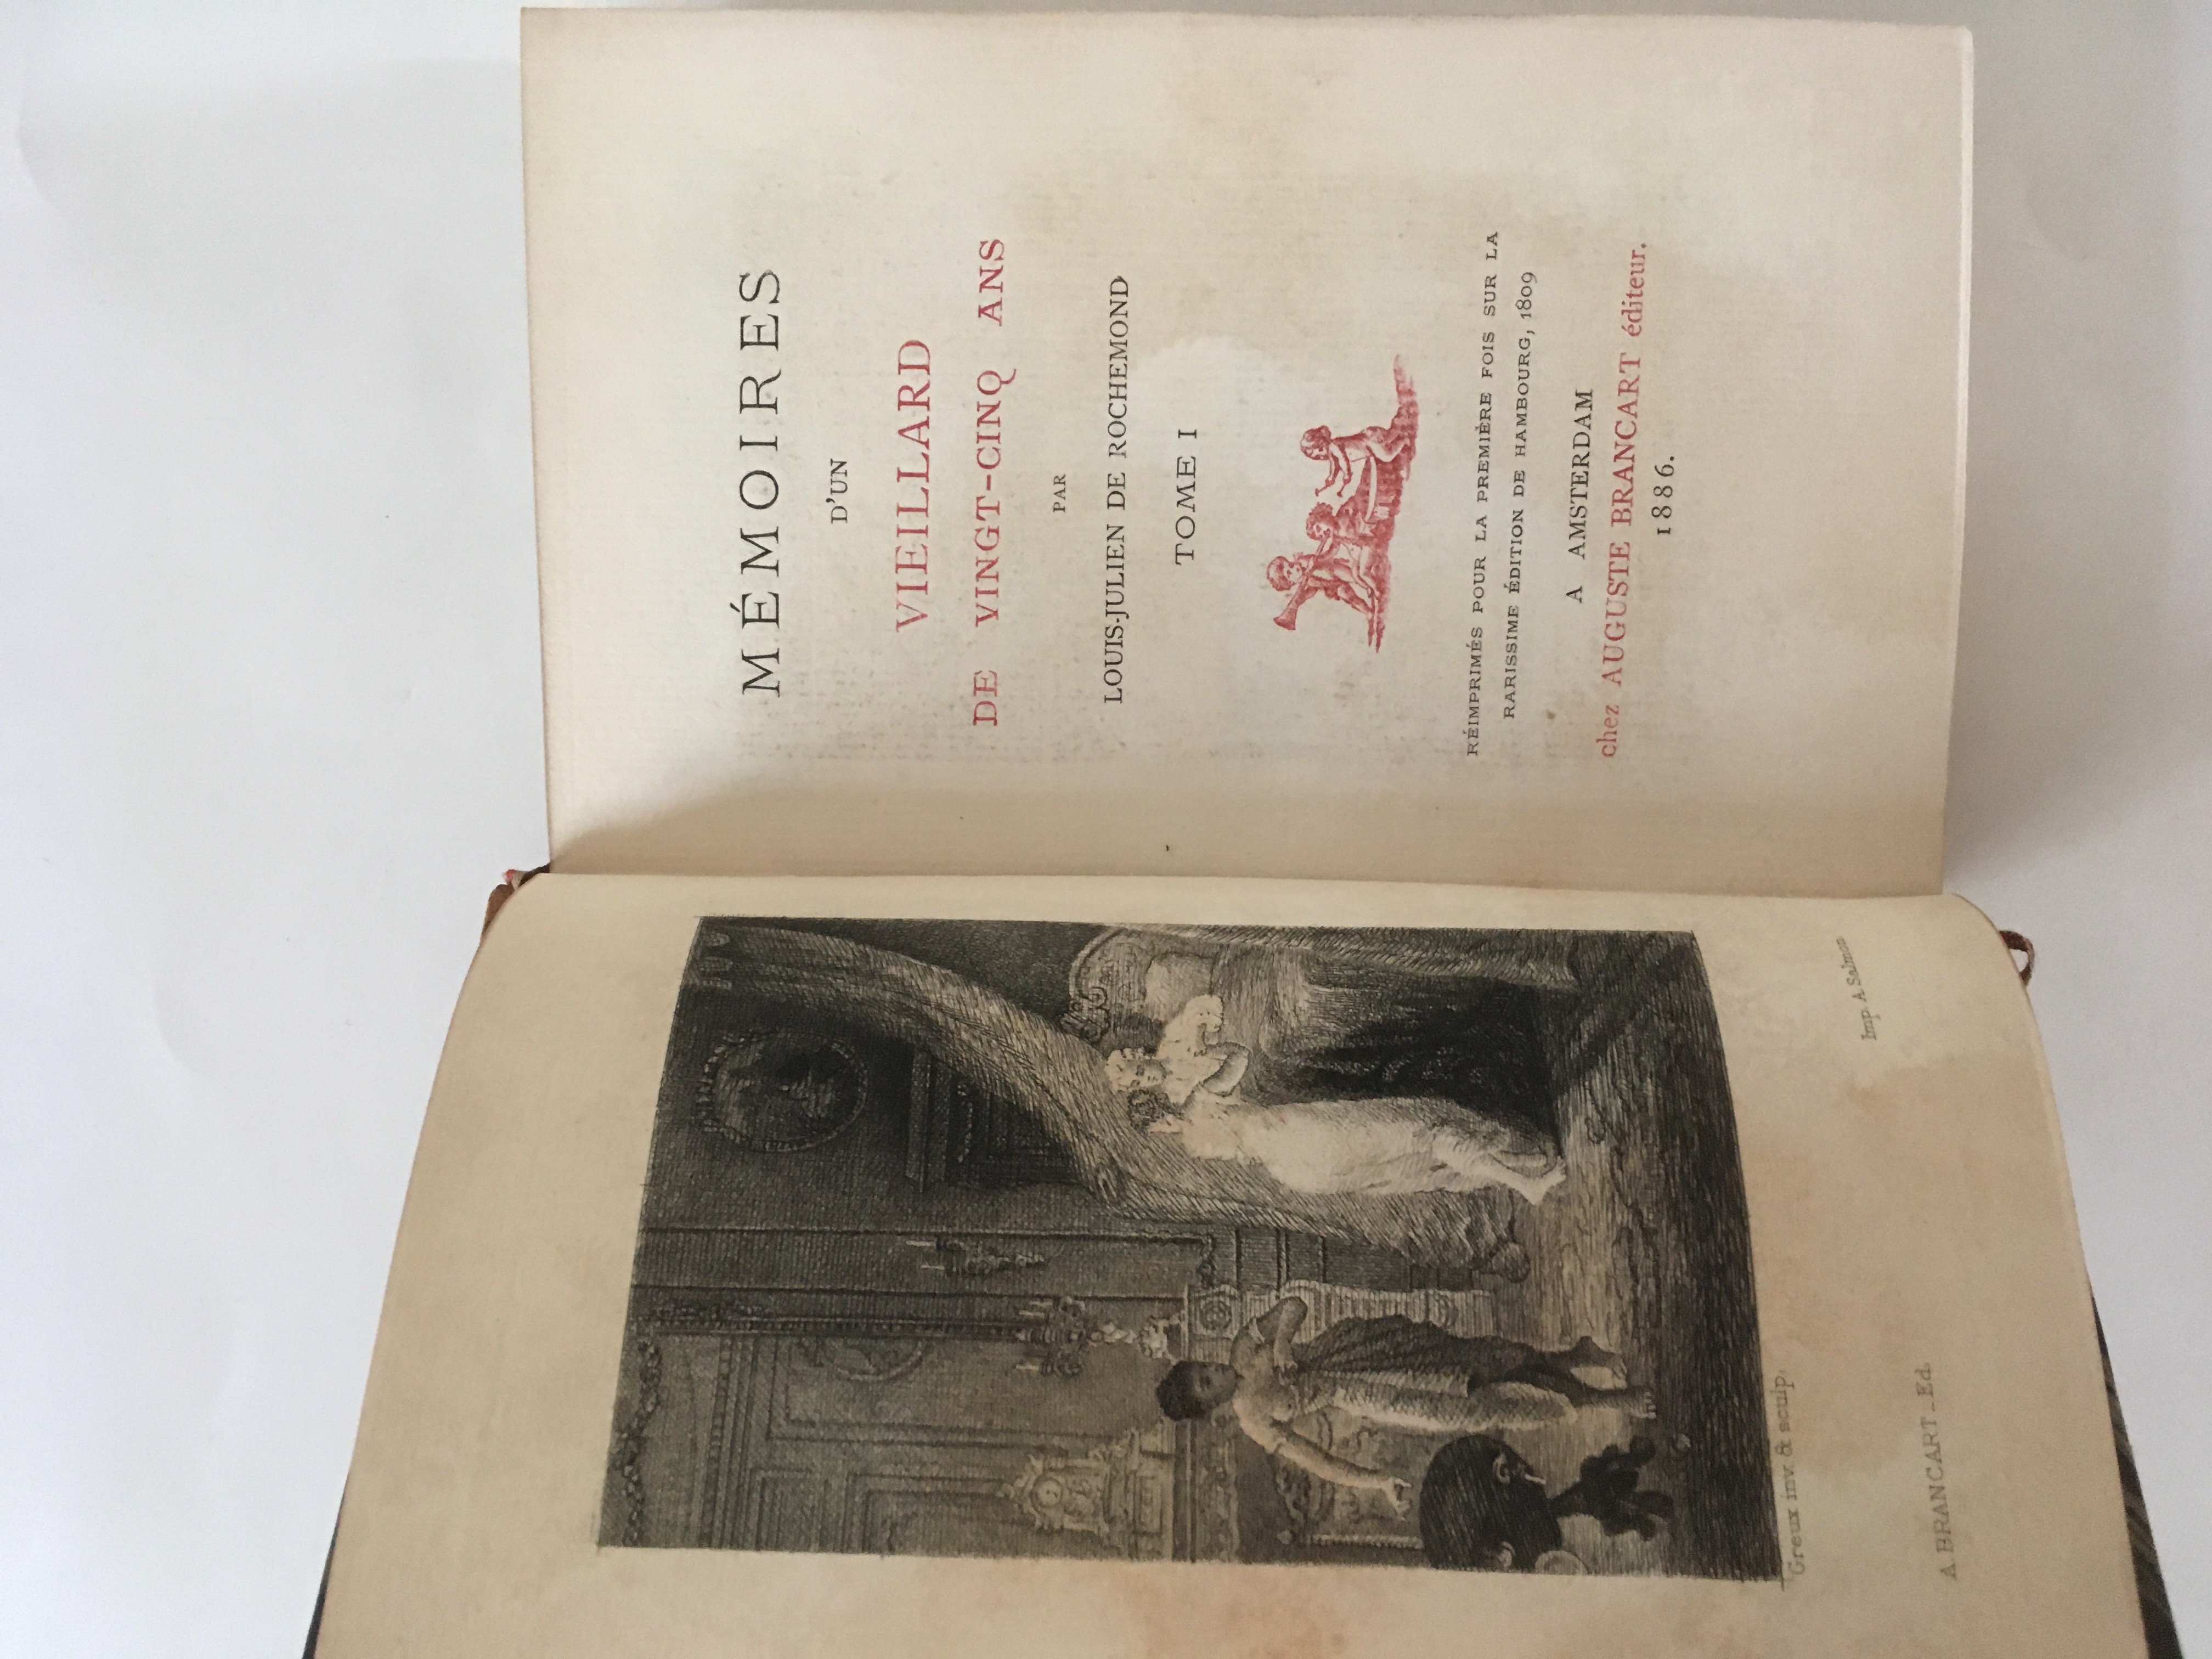 Greux inv. & sculp.
Imp. A. Salmon
A. BRANCART_Ed.
MÉMOIRES
D'UN
VIEILLARD
DE VINGT-CINQ ANS
PAR
LOUIS-JULIEN DE ROCHEMOND
TOME I
RÉIMPRIMÉS POUR LA PREMIÈRE FOIS SUR LA
RARISSIME ÉDITION DE HAMBOURG, 1809
A AMSTERDAM
chez AUGUSTE BRANCART éditeur.
1886.